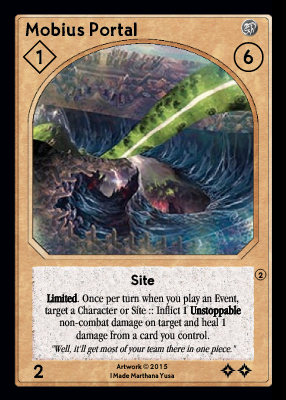 Mobius Portal
1
6
Site
2
Limited. Once per turn when you play an Event,
target a Character or Site :: Inflict 1 Unstoppable
non-combat damage on target and heal 1
damage from a card you control.
"Well, it'll get most of your team there in one piece."
2
Artwork © 2015
I Made Marthana Yusa